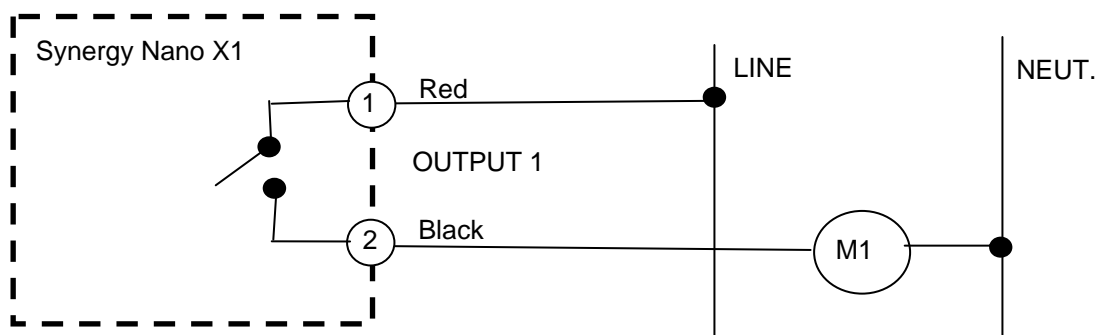 Synergy Nano X1
LINE
NEUT.
1
Red
OUTPUT 1
2
Black
M1